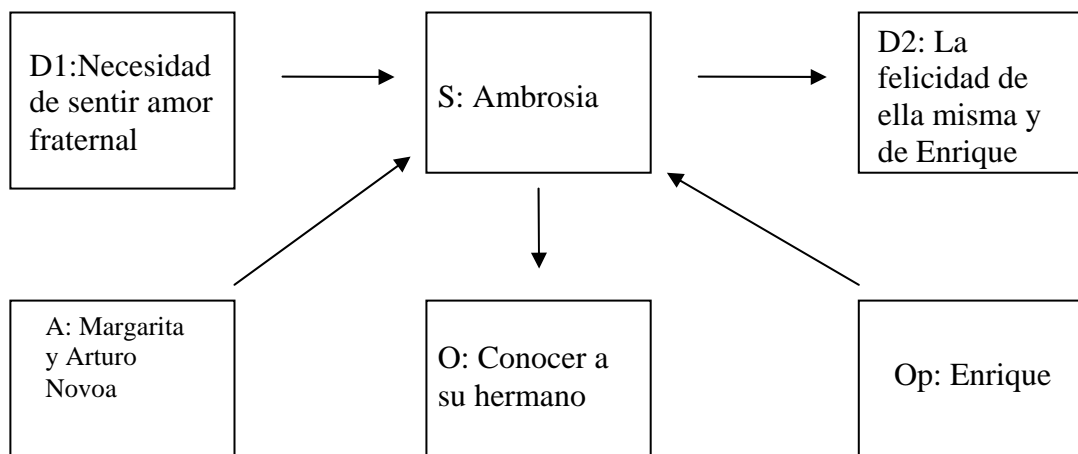 D1:Necesidad
de sentir amor
fraternal
S: Ambrosia
D2: La
felicidad de
ella misma y
de Enrique
A: Margarita
y Arturo
Novoa
O: Conocer a
su hermano
Op: Enrique